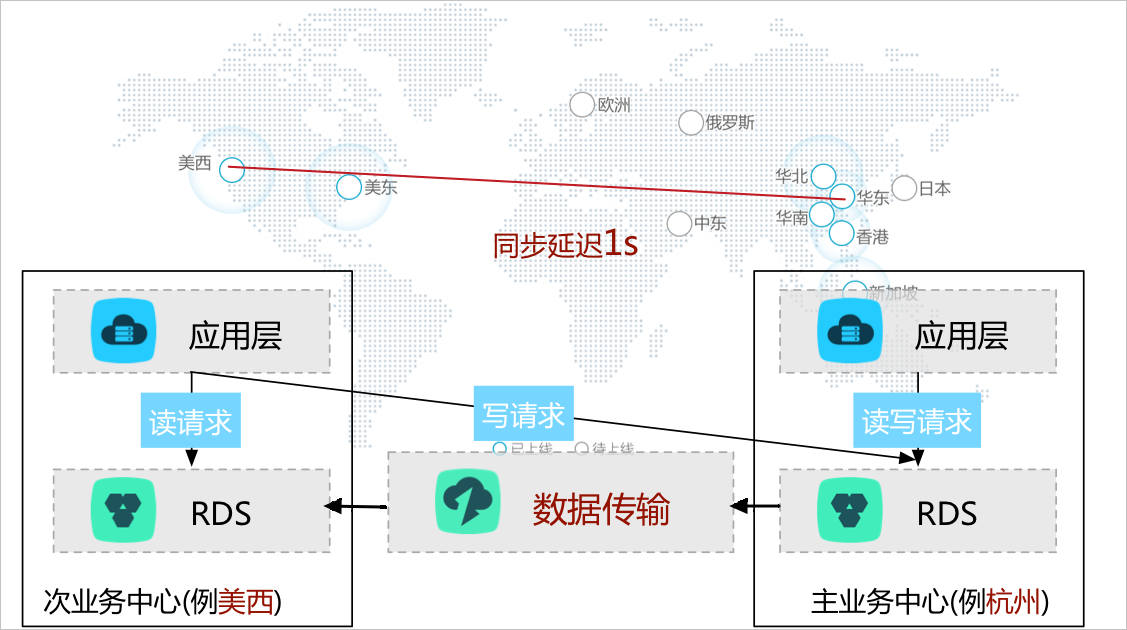 欧洲
俄罗斯
美西
美东
华北
华东
日本
华南
中东
香港
同步延迟1s
新加坡
应用层
应用层
读请求
写请求
读写请求
已上线
待上线
RDS
数据传输
RDS
次业务中心(例美西)
主业务中心(例杭州)